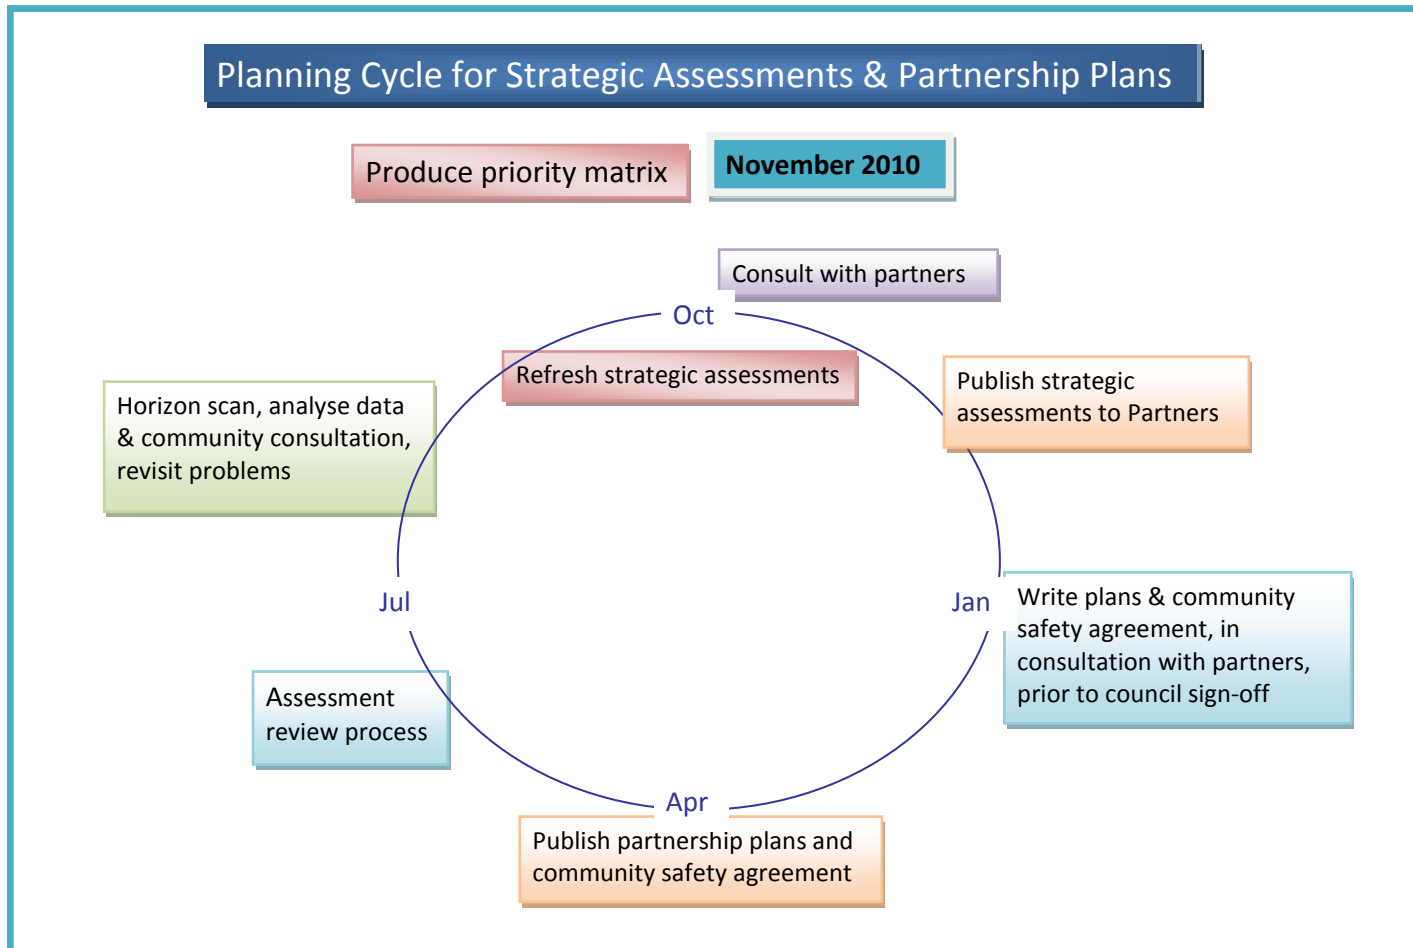 Planning Cycle for Strategic Assessments & Partnership Plans
Produce priority matrix
November 2010
Consult with partners
Oct
Refresh strategic assessments
Publish strategic
assessments to Partners
Horizon scan, analyse data
& community consultation,
revisit problems
Jul
Jan
Write plans & community
safety agreement, in
consultation with partners,
prior to council sign-off
Assessment
review process
Apr
Publish partnership plans and
community safety agreement